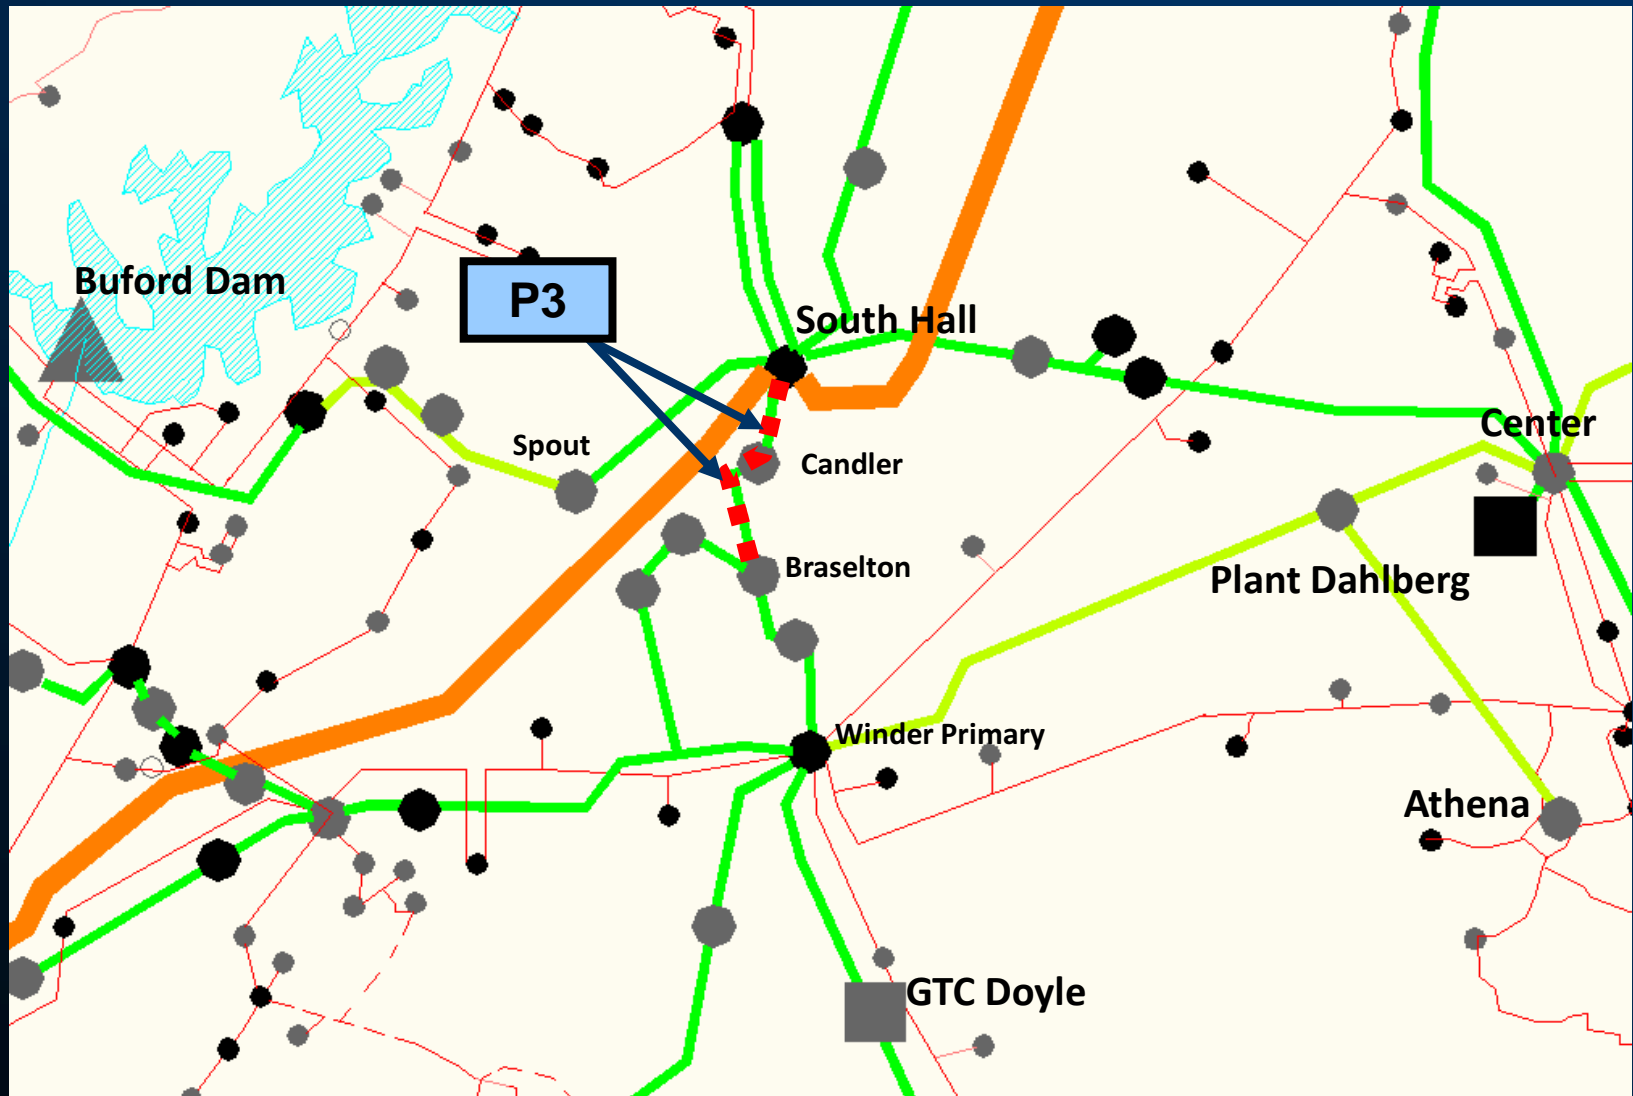 Buford Dam
P3
South Hall
Center
Spout
Candler
Braselton
Plant Dahlberg
Winder Primary
Athena
GTC Doyle